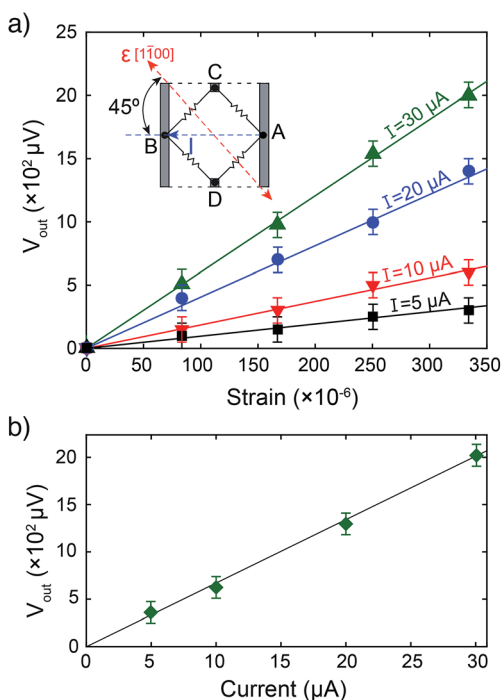 a)
25
20
15
10
5
0
V_out (×10² µV)
ε [11̄00]
45º
C
B
I
A
D
I=30 µA
I=20 µA
I=10 µA
I=5 µA
0 50 100 150 200 250 300 350
Strain (×10⁻⁶)
b)
20
15
10
5
0
V_out (×10² µV)
0 5 10 15 20 25 30
Current (µA)